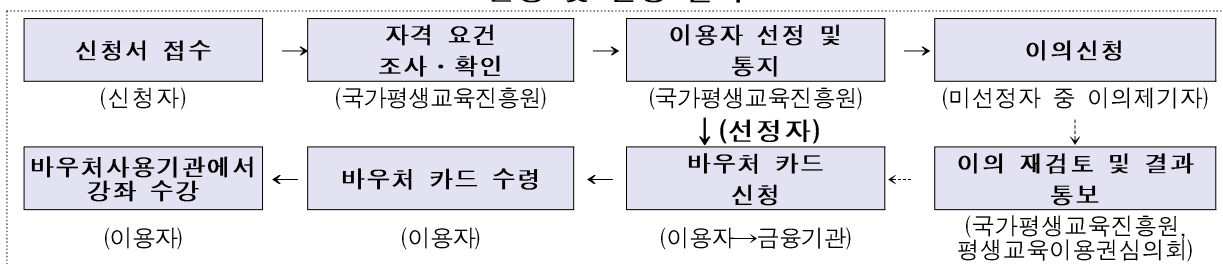 신청서 접수
→
자격 요건
조사·확인
→
이용자 선정 및
통지
→
이의신청
(신청자)
(국가평생교육진흥원)
(국가평생교육진흥원)
(미선정자 중 이의제기자)
↓(선정자)
바우처사용기관에서
강좌 수강
←
바우처 카드 수령
←
바우처 카드
신청
이의 재검토 및 결과
통보
(이용자)
(이용자)
(이용자→금융기관)
(국가평생교육진흥원,
평생교육이용권심의회)